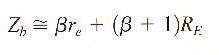 Z_b ≅ βr_e + (β + 1)R_E